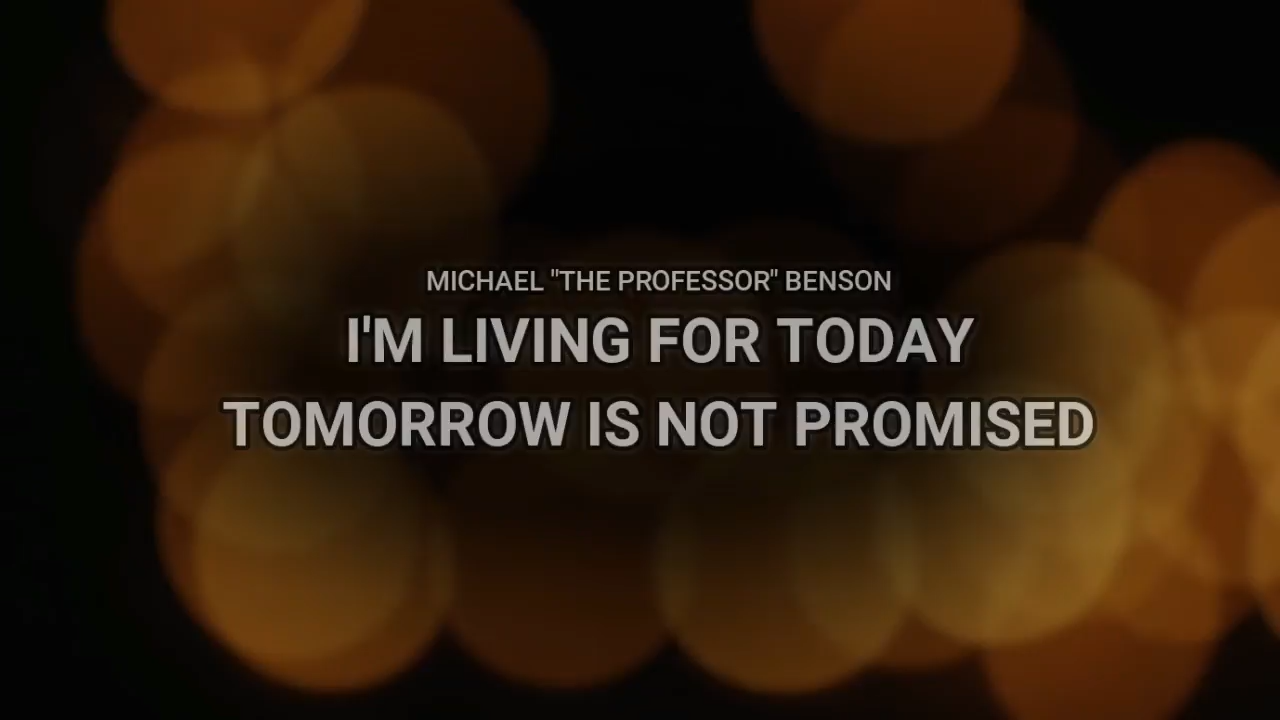 MICHAEL "THE PROFESSOR" BENSON
I'M LIVING FOR TODAY
TOMORROW IS NOT PROMISED